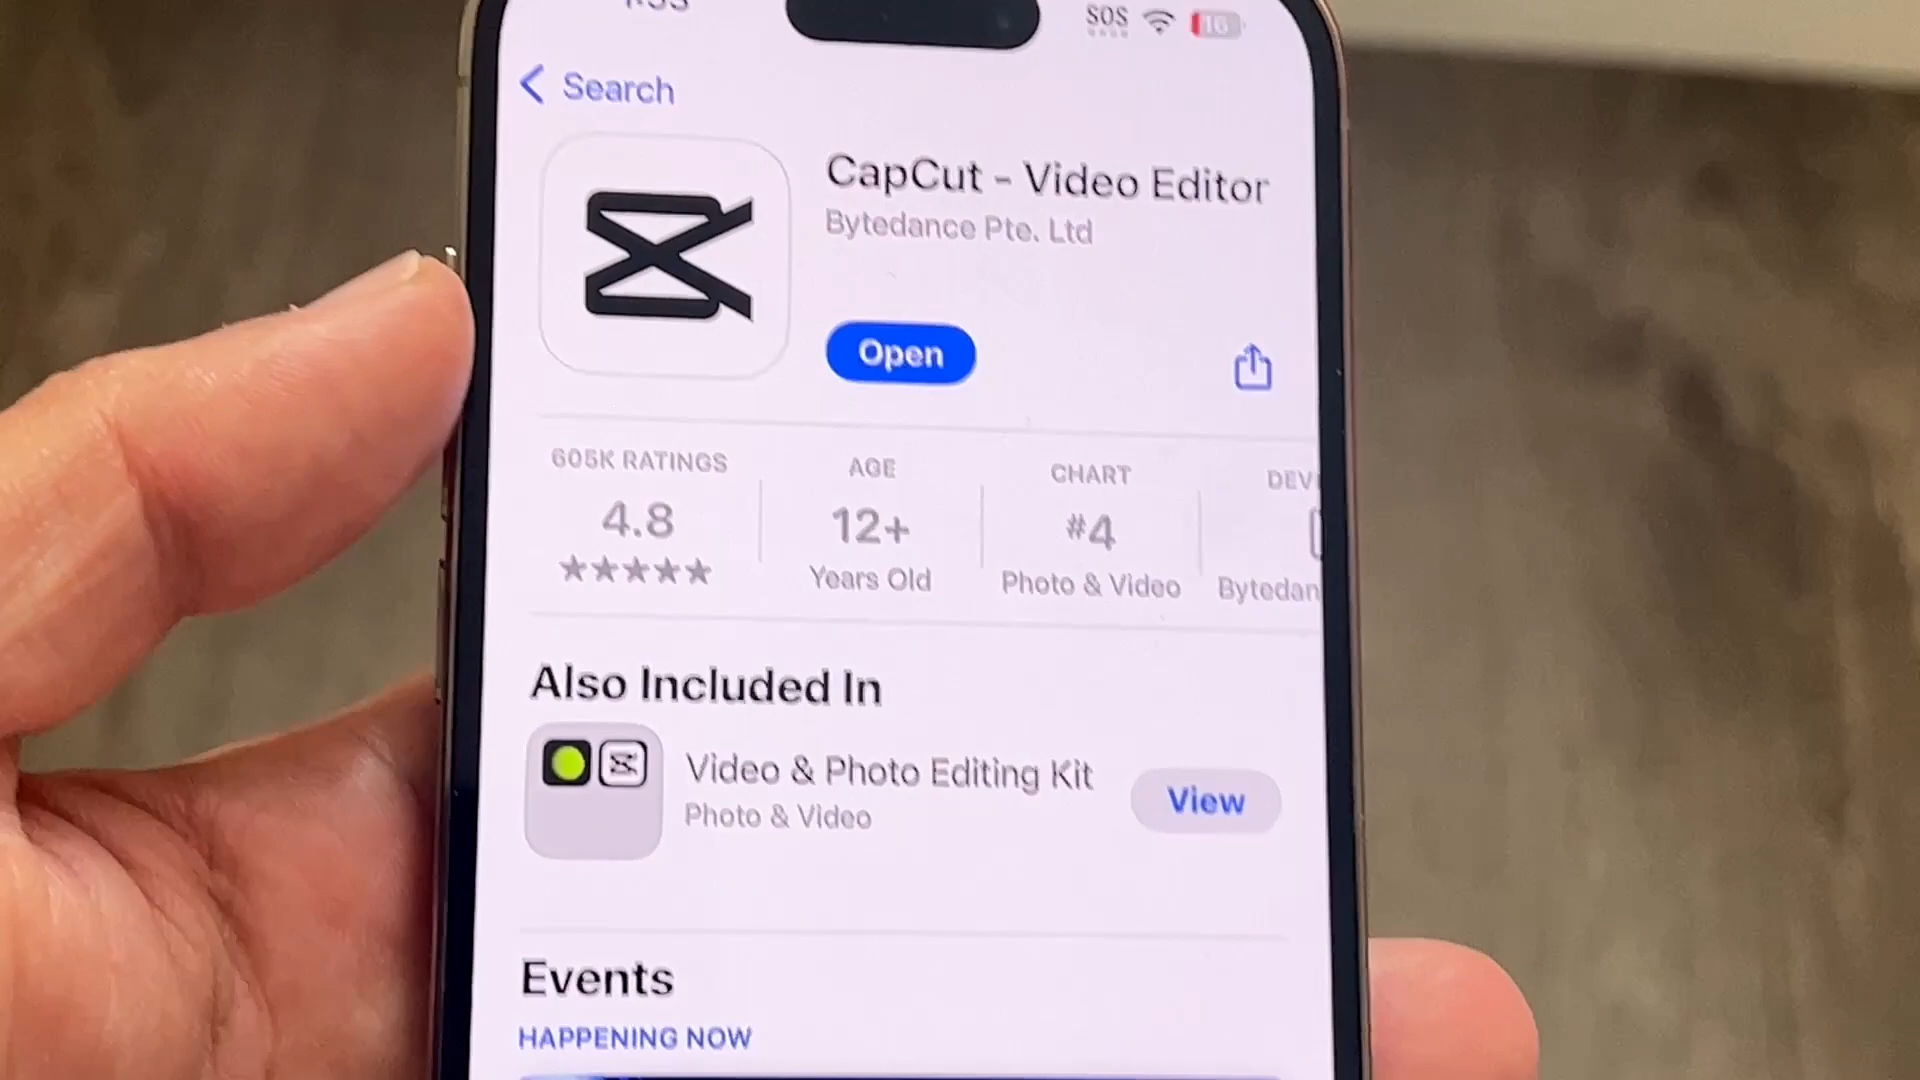 SOS
16
Search
CapCut - Video Editor
Bytedance Pte. Ltd
Open
605K RATINGS
4.8
★★★★★
AGE
12+
Years Old
CHART
#4
Photo & Video
DEV
Bytedan
Also Included In
Video & Photo Editing Kit
Photo & Video
View
Events
HAPPENING NOW